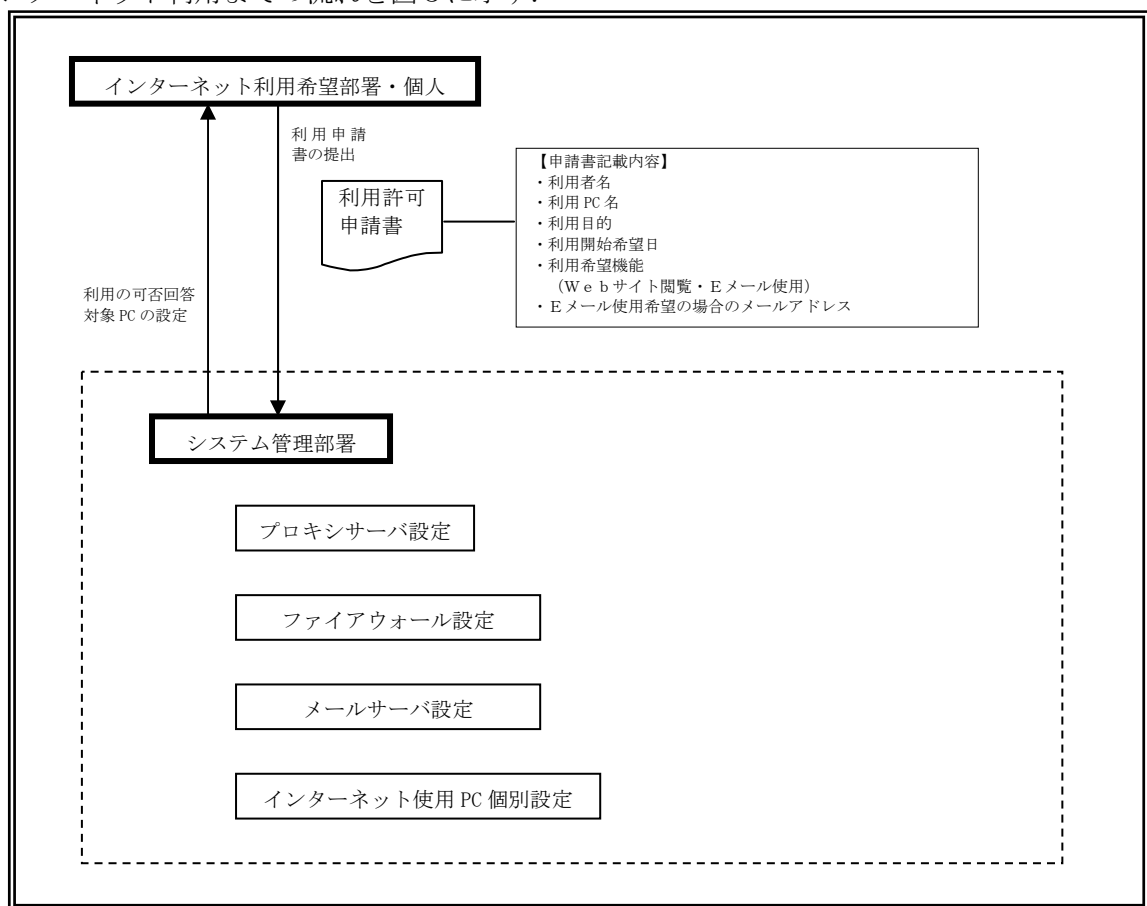 インターネット利用希望部署・個人
利用申請
書の提出
利用許可
申請書
【申請書記載内容】
・利用者名
・利用 PC 名
・利用目的
・利用開始希望日
・利用希望機能
（Ｗｅｂサイト閲覧・Ｅメール使用）
・Ｅメール使用希望の場合のメールアドレス
利用の可否回答
対象 PC の設定
システム管理部署
プロキシサーバ設定
ファイアウォール設定
メールサーバ設定
インターネット使用 PC 個別設定